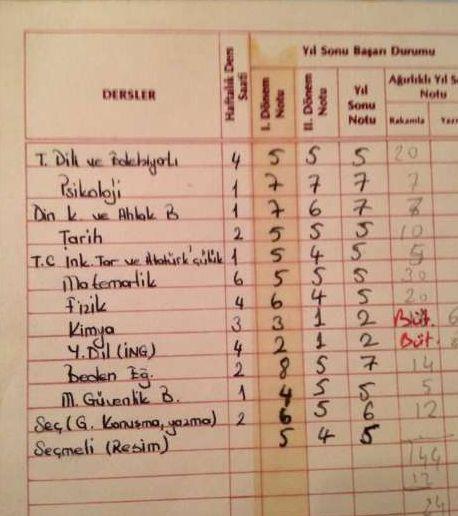 Yıl Sonu Başarı Durumu
DERSLER
Haftalık Ders Saati
I. Dönem Notu
II. Dönem Notu
Yıl Sonu Notu
Ağırlıklı Yıl S
Notu
Rakamla Yazı
T. Dili ve Edebiyatı 4 5 5 5 20
Psikoloji 1 7 7 7 7
Din K. ve Ahlak B 1 7 6 7
Tarih 2 5 5 5 10
T.C İnk. Tar ve Atatürk'çülük 1 5 4 5 5
Matematik 6 5 5 5 30
Fizik 4 6 4 5 20
Kimya 3 3 1 2 Büt. 6
Y. Dil (İNG) 4 2 1 2 Büt. 8
Beden Eğ. 2 8 5 7 14
M. Güvenlik B. 1 4 5 5 5
Seç (G. Konuşma, yazma) 2 6 5 6 12
Seçmeli (Resim) 5 4 5
144
12
24